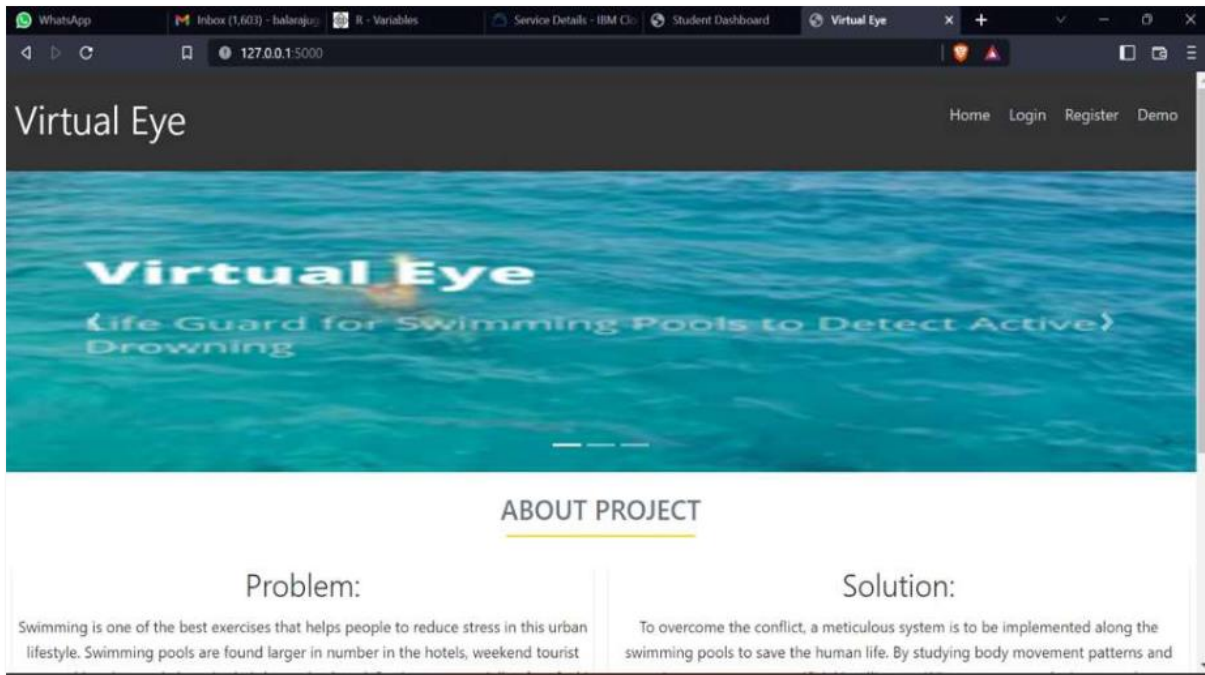 WhatsApp
Inbox (1,603) - balarajug
R - Variables
Service Details - IBM Clo
Student Dashboard
Virtual Eye
127.0.0.1:5000
Virtual Eye
Home Login Register Demo
Virtual Eye
Life Guard for Swimming Pools to Detect Active
Drowning
ABOUT PROJECT
Problem:
Swimming is one of the best exercises that helps people to reduce stress in this urban
lifestyle. Swimming pools are found larger in number in the hotels, weekend tourist
Solution:
To overcome the conflict, a meticulous system is to be implemented along the
swimming pools to save the human life. By studying body movement patterns and